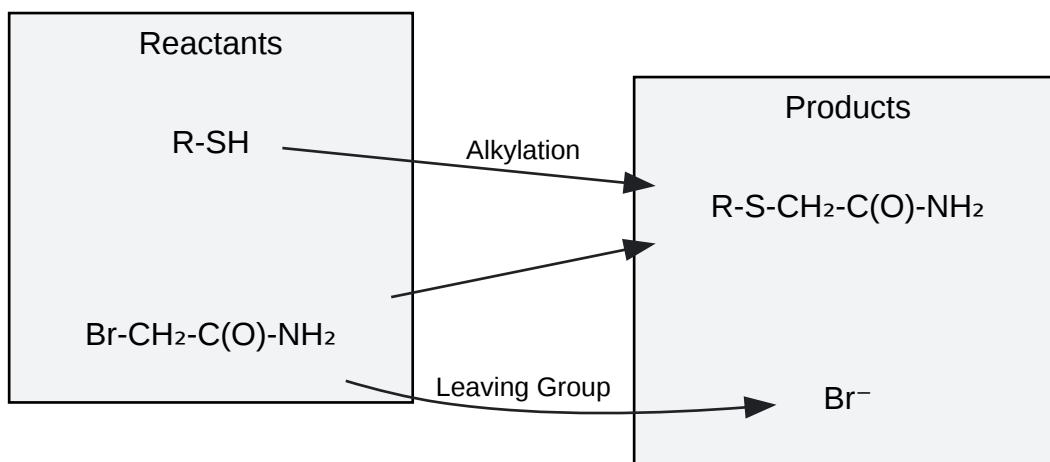 Reactants
R-SH
Br-CH₂-C(O)-NH₂
Alkylation
Leaving Group
Products
R-S-CH₂-C(O)-NH₂
Br⁻